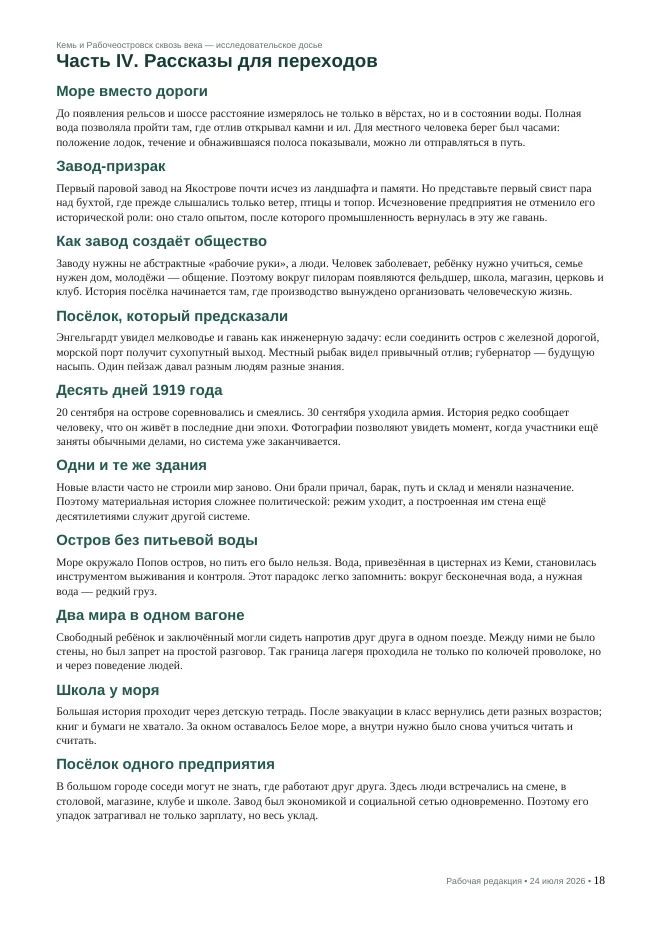 Кемь и Рабочеостровск сквозь века — исследовательское досье
Часть IV. Рассказы для переходов
Море вместо дороги
До появления рельсов и шоссе расстояние измерялось не только в вёрстах, но и в состоянии воды. Полная
вода позволяла пройти там, где отлив открывал камни и ил. Для местного человека берег был часами:
положение лодок, течение и обнажившаяся полоса показывали, можно ли отправляться в путь.
Завод-призрак
Первый паровой завод на Якострове почти исчез из ландшафта и памяти. Но представьте первый свист пара
над бухтой, где прежде слышались только ветер, птицы и топор. Исчезновение предприятия не отменило его
исторической роли: оно стало опытом, после которого промышленность вернулась в эту же гавань.
Как завод создаёт общество
Заводу нужны не абстрактные «рабочие руки», а люди. Человек заболевает, ребёнку нужно учиться, семье
нужен дом, молодёжи — общение. Поэтому вокруг пилорам появляются фельдшер, школа, магазин, церковь и
клуб. История посёлка начинается там, где производство вынуждено организовать человеческую жизнь.
Посёлок, который предсказали
Энгельгардт увидел мелководье и гавань как инженерную задачу: если соединить остров с железной дорогой,
морской порт получит сухопутный выход. Местный рыбак видел привычный отлив; губернатор — будущую
насыпь. Один пейзаж давал разным людям разные знания.
Десять дней 1919 года
20 сентября на острове соревновались и смеялись. 30 сентября уходила армия. История редко сообщает
человеку, что он живёт в последние дни эпохи. Фотографии позволяют увидеть момент, когда участники ещё
заняты обычными делами, но система уже заканчивается.
Одни и те же здания
Новые власти часто не строили мир заново. Они брали причал, барак, путь и склад и меняли назначение.
Поэтому материальная история сложнее политической: режим уходит, а построенная им стена ещё
десятилетиями служит другой системе.
Остров без питьевой воды
Море окружало Попов остров, но пить его было нельзя. Вода, привезённая в цистернах из Кеми, становилась
инструментом выживания и контроля. Этот парадокс легко запомнить: вокруг бесконечная вода, а нужная
вода — редкий груз.
Два мира в одном вагоне
Свободный ребёнок и заключённый могли сидеть напротив друг друга в одном поезде. Между ними не было
стены, но был запрет на простой разговор. Так граница лагеря проходила не только по колючей проволоке, но
и через поведение людей.
Школа у моря
Большая история проходит через детскую тетрадь. После эвакуации в класс вернулись дети разных возрастов;
книг и бумаги не хватало. За окном оставалось Белое море, а внутри нужно было снова учиться читать и
считать.
Посёлок одного предприятия
В большом городе соседи могут не знать, где работают друг друга. Здесь люди встречались на смене, в
столовой, магазине, клубе и школе. Завод был экономикой и социальной сетью одновременно. Поэтому его
упадок затрагивал не только зарплату, но весь уклад.
Рабочая редакция • 24 июля 2026 • 18